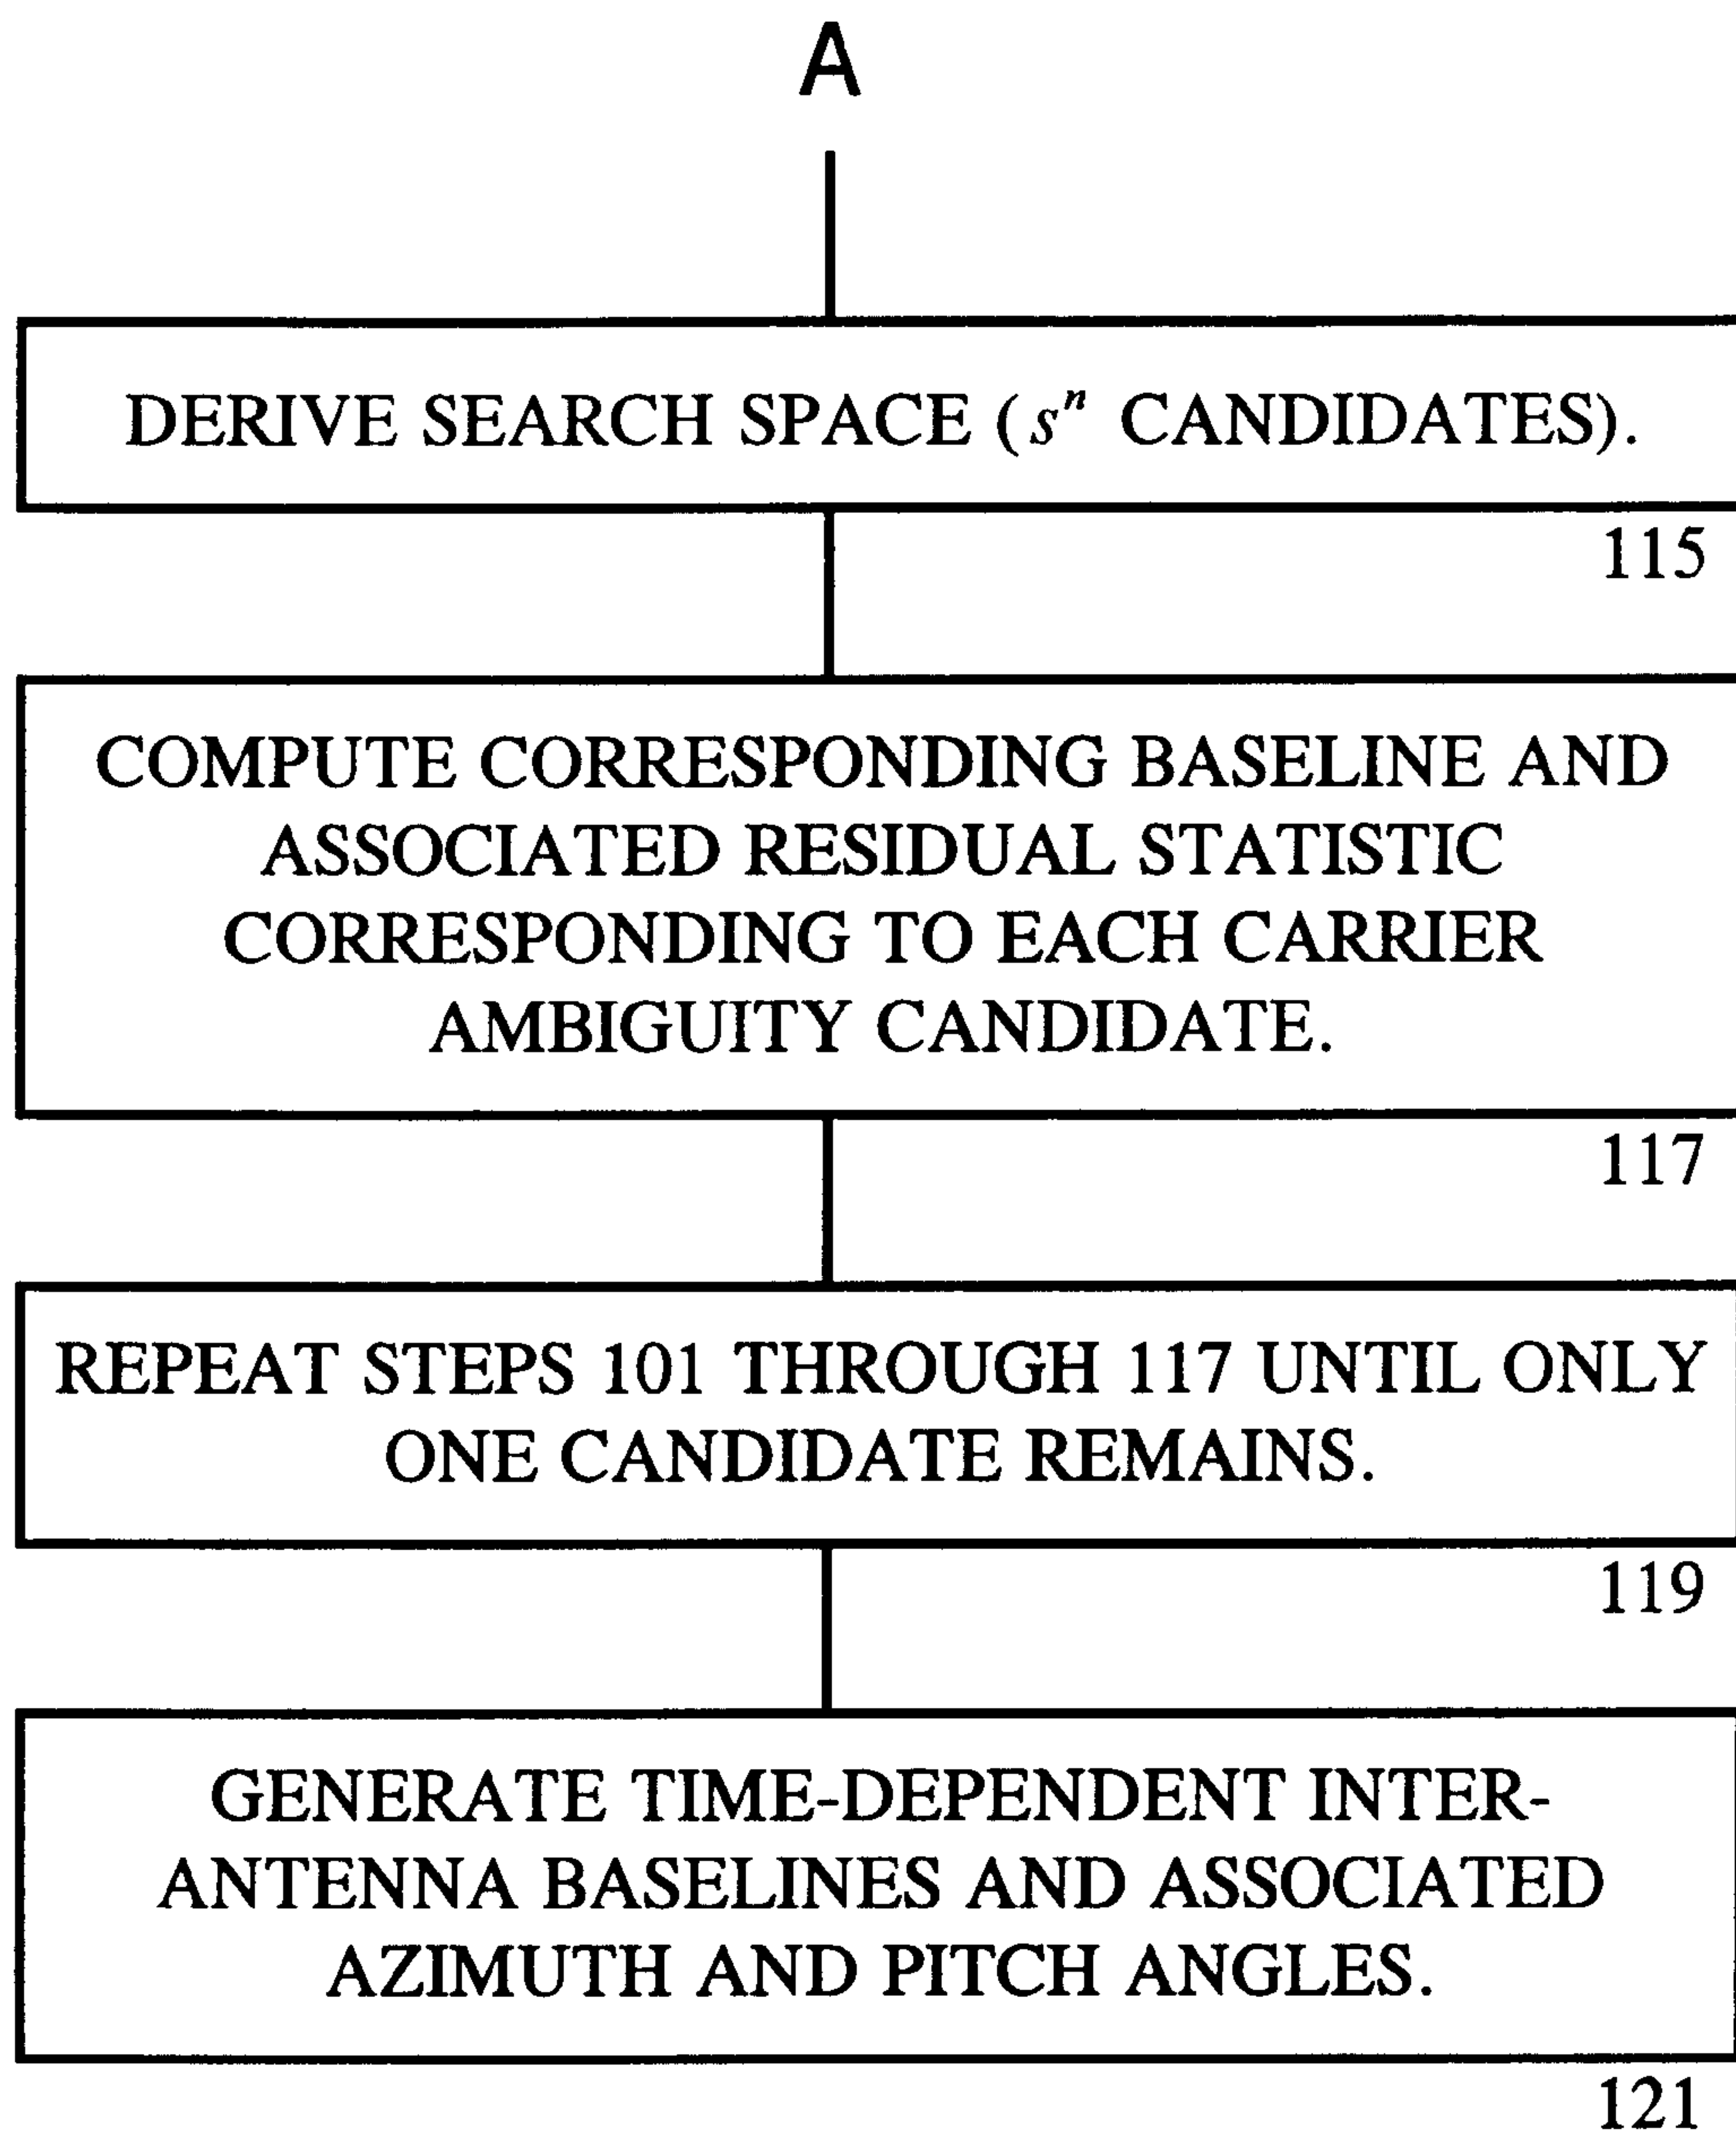 A
DERIVE SEARCH SPACE (sⁿ CANDIDATES).
115
COMPUTE CORRESPONDING BASELINE AND
ASSOCIATED RESIDUAL STATISTIC
CORRESPONDING TO EACH CARRIER
AMBIGUITY CANDIDATE.
117
REPEAT STEPS 101 THROUGH 117 UNTIL ONLY
ONE CANDIDATE REMAINS.
119
GENERATE TIME-DEPENDENT INTER-
ANTENNA BASELINES AND ASSOCIATED
AZIMUTH AND PITCH ANGLES.
121